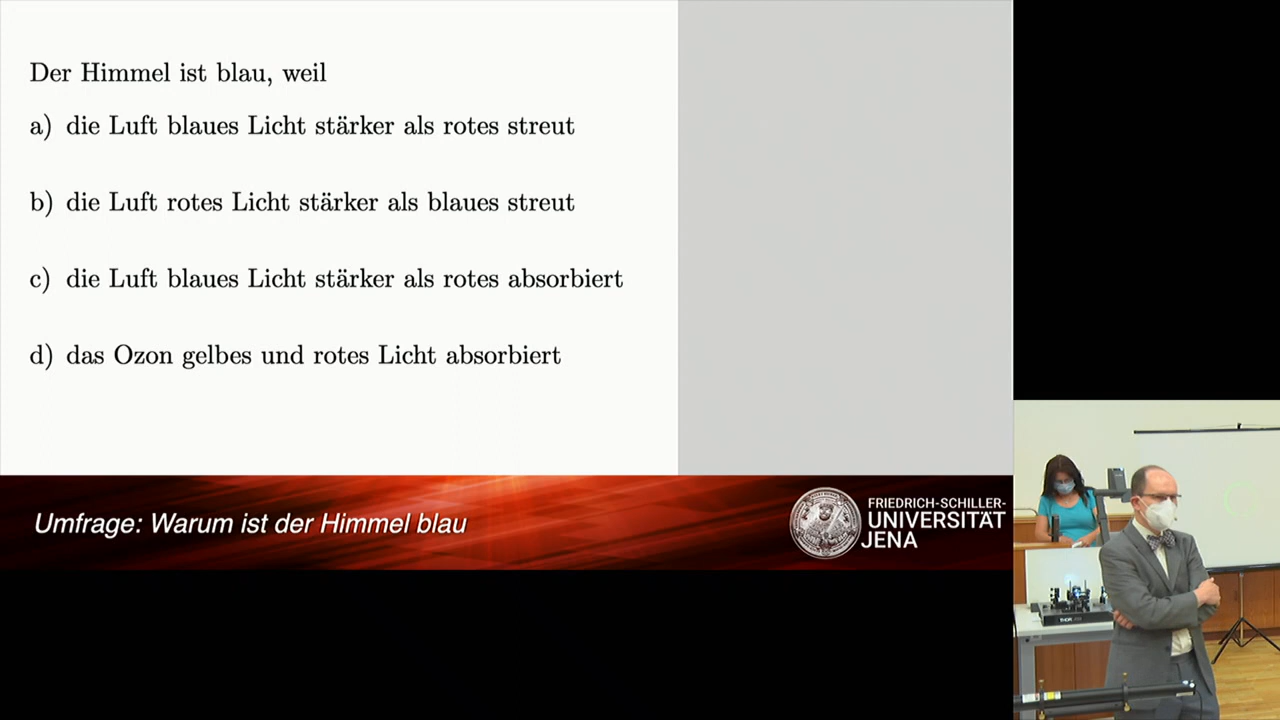 Der Himmel ist blau, weil
a) die Luft blaues Licht stärker als rotes streut
b) die Luft rotes Licht stärker als blaues streut
c) die Luft blaues Licht stärker als rotes absorbiert
d) das Ozon gelbes und rotes Licht absorbiert
Umfrage: Warum ist der Himmel blau
FRIEDRICH-SCHILLER-
UNIVERSITÄT
JENA